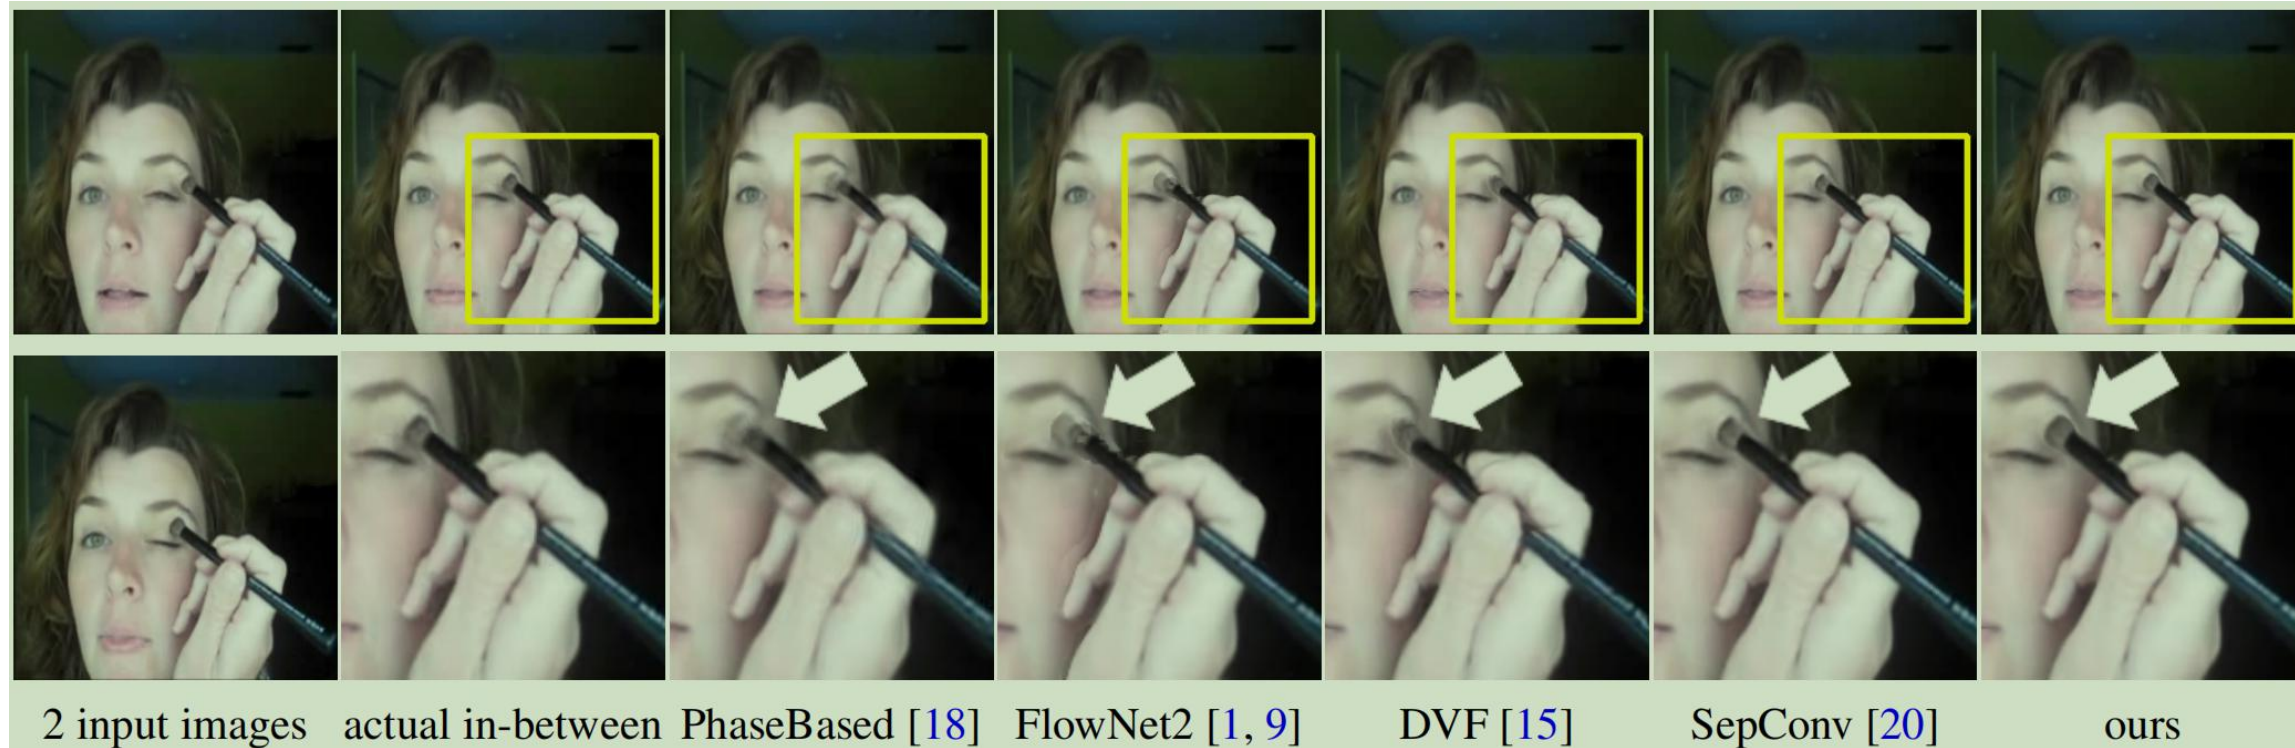 2 input images actual in-between PhaseBased [18] FlowNet2 [1, 9] DVF [15] SepConv [20] ours